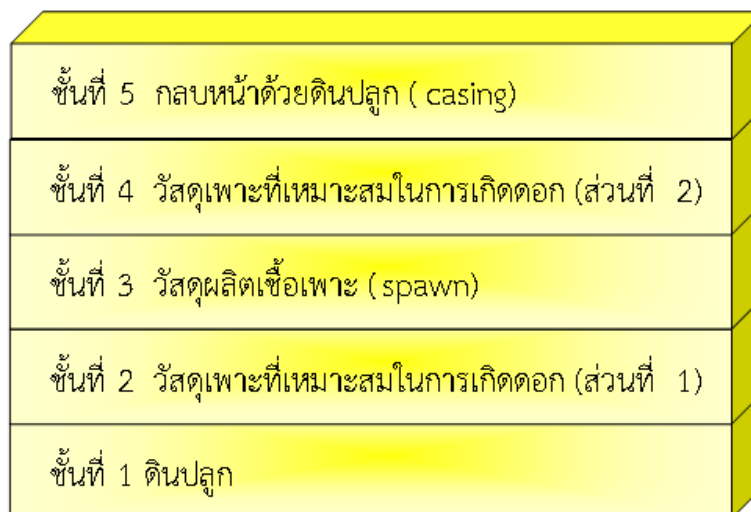 ชั้นที่ 5 กลบหน้าด้วยดินปลูก ( casing)
ชั้นที่ 4 วัสดุเพาะที่เหมาะสมในการเกิดดอก (ส่วนที่ 2)
ชั้นที่ 3 วัสดุผลิตเชื้อเพาะ ( spawn)
ชั้นที่ 2 วัสดุเพาะที่เหมาะสมในการเกิดดอก (ส่วนที่ 1)
ชั้นที่ 1 ดินปลูก